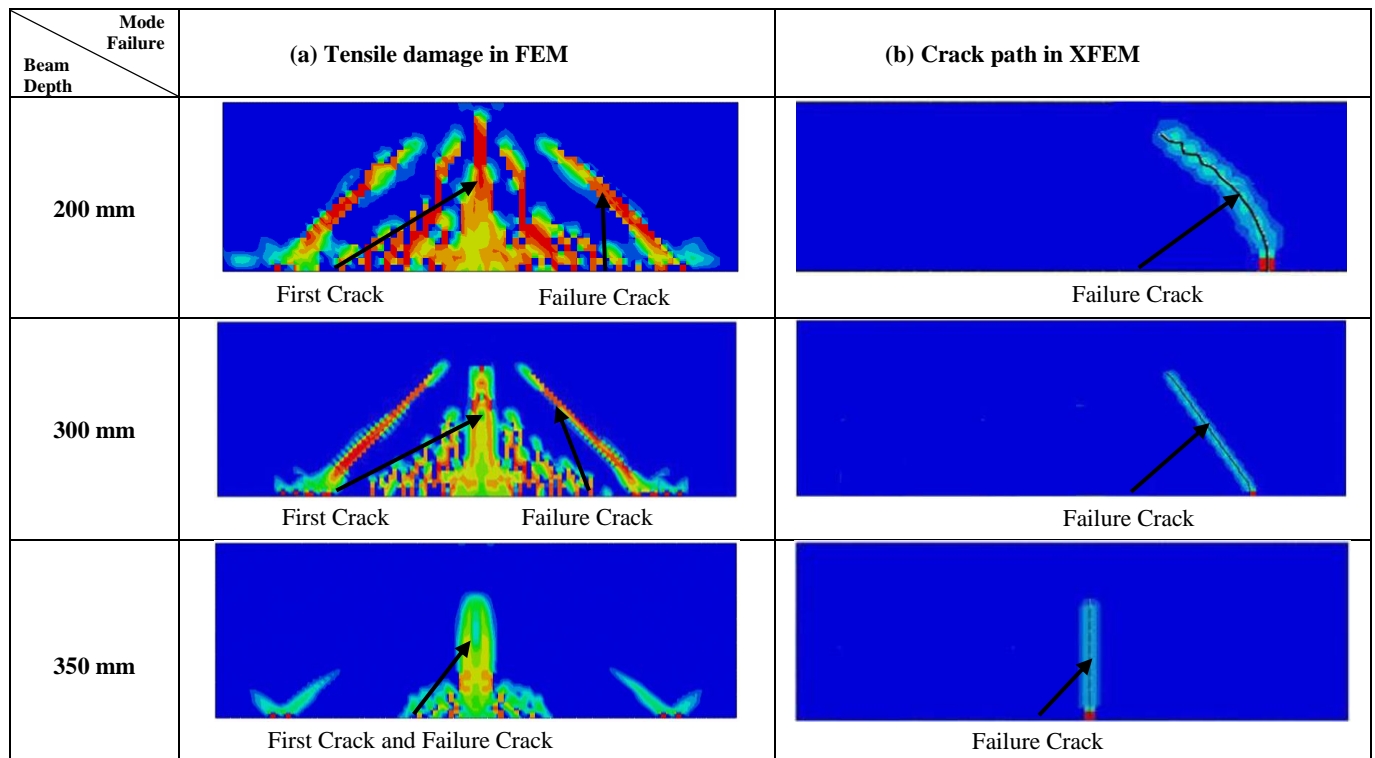 Mode
Failure
Beam
Depth
(a) Tensile damage in FEM
(b) Crack path in XFEM
200 mm
First Crack
Failure Crack
Failure Crack
300 mm
First Crack
Failure Crack
Failure Crack
350 mm
First Crack and Failure Crack
Failure Crack